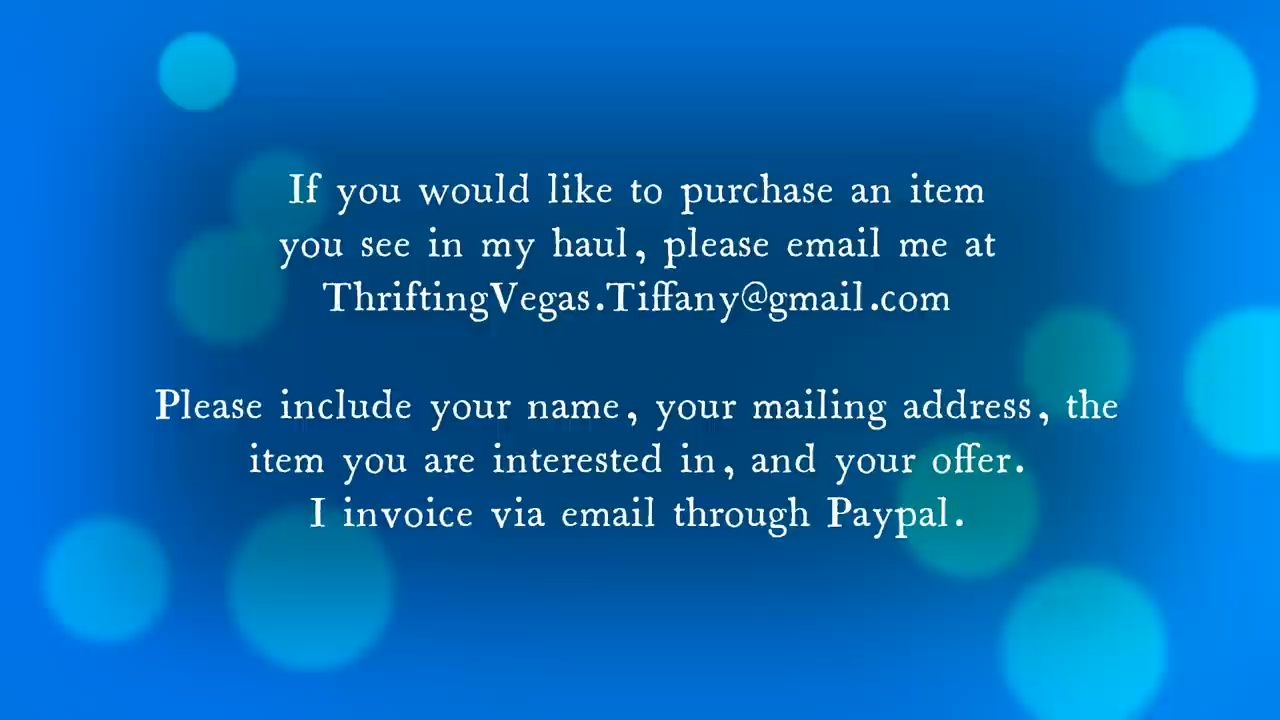 If you would like to purchase an item
you see in my haul, please email me at
ThriftingVegas.Tiffany@gmail.com
Please include your name, your mailing address, the
item you are interested in, and your offer.
I invoice via email through Paypal.